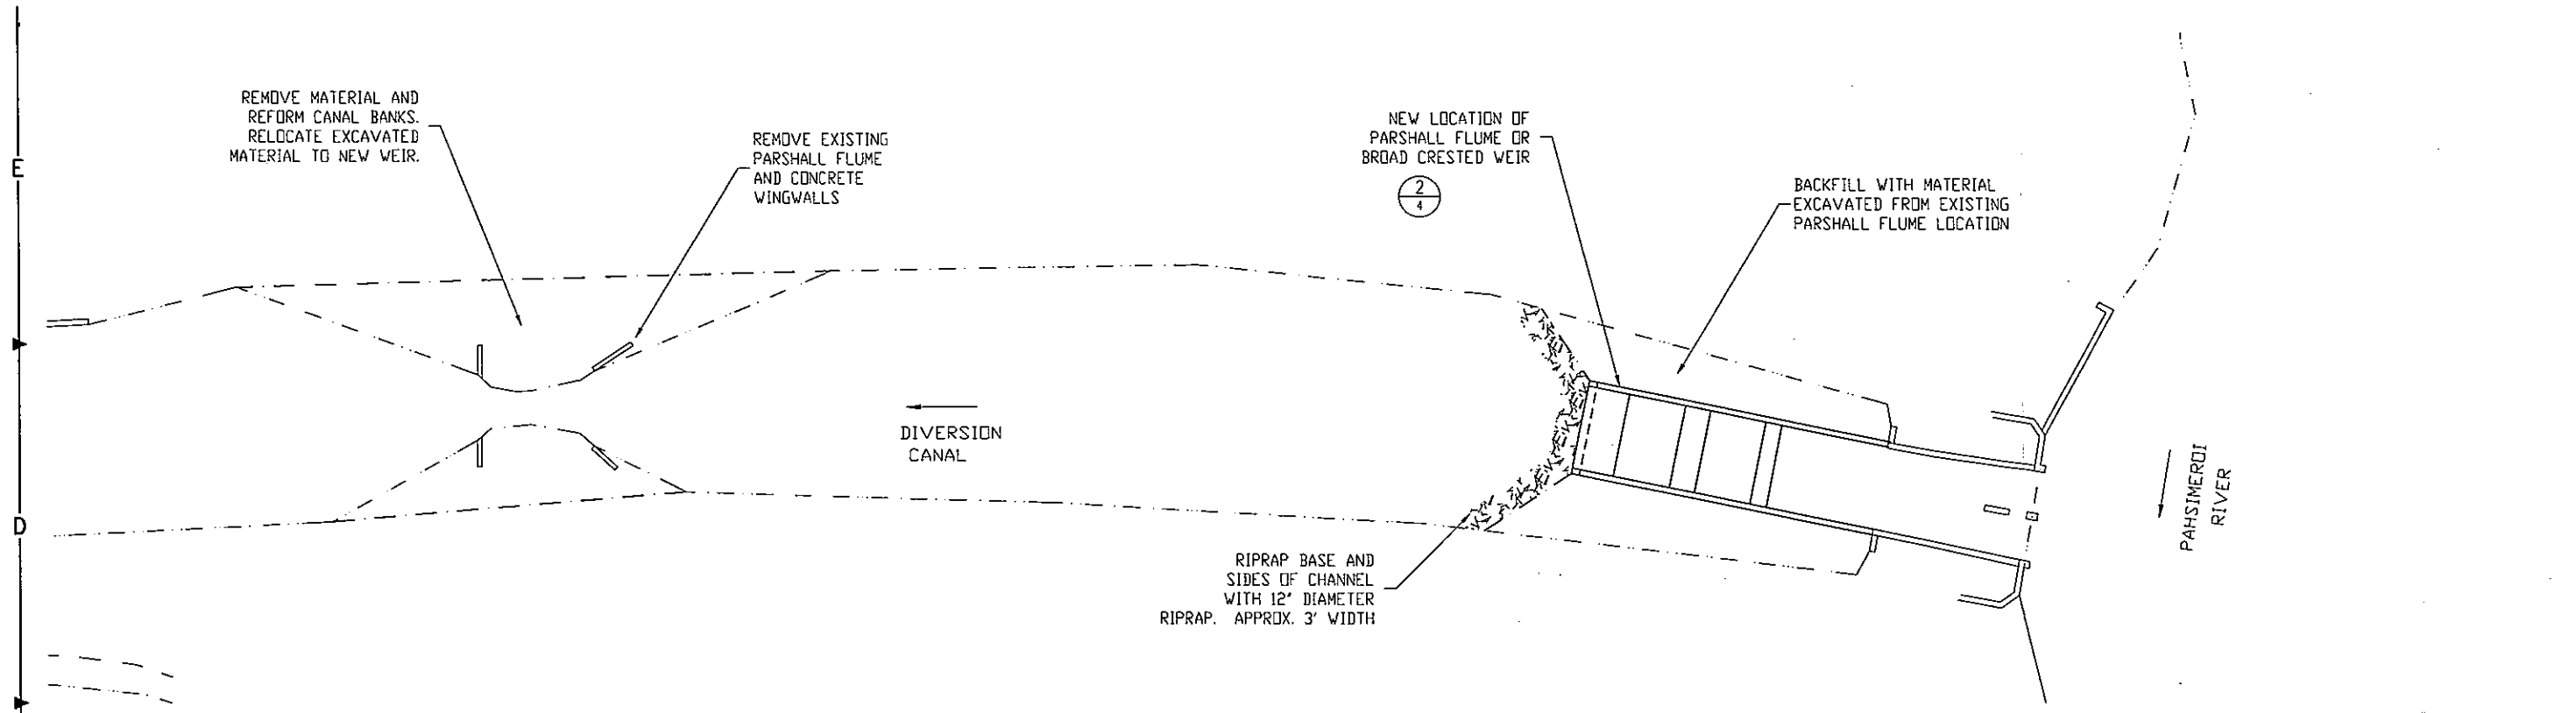 REMOVE MATERIAL AND
REFORM CANAL BANKS.
RELOCATE EXCAVATED
MATERIAL TO NEW WEIR.
REMOVE EXISTING
PARSHALL FLUME
AND CONCRETE
WINGWALLS
NEW LOCATION OF
PARSHALL FLUME OR
BROAD CRESTED WEIR
2
4
BACKFILL WITH MATERIAL
EXCAVATED FROM EXISTING
PARSHALL FLUME LOCATION
E
DIVERSION
CANAL
D
PAHSIMEROI
RIVER
RIPRAP BASE AND
SIDES OF CHANNEL
WITH 12" DIAMETER
RIPRAP. APPROX. 3' WIDTH